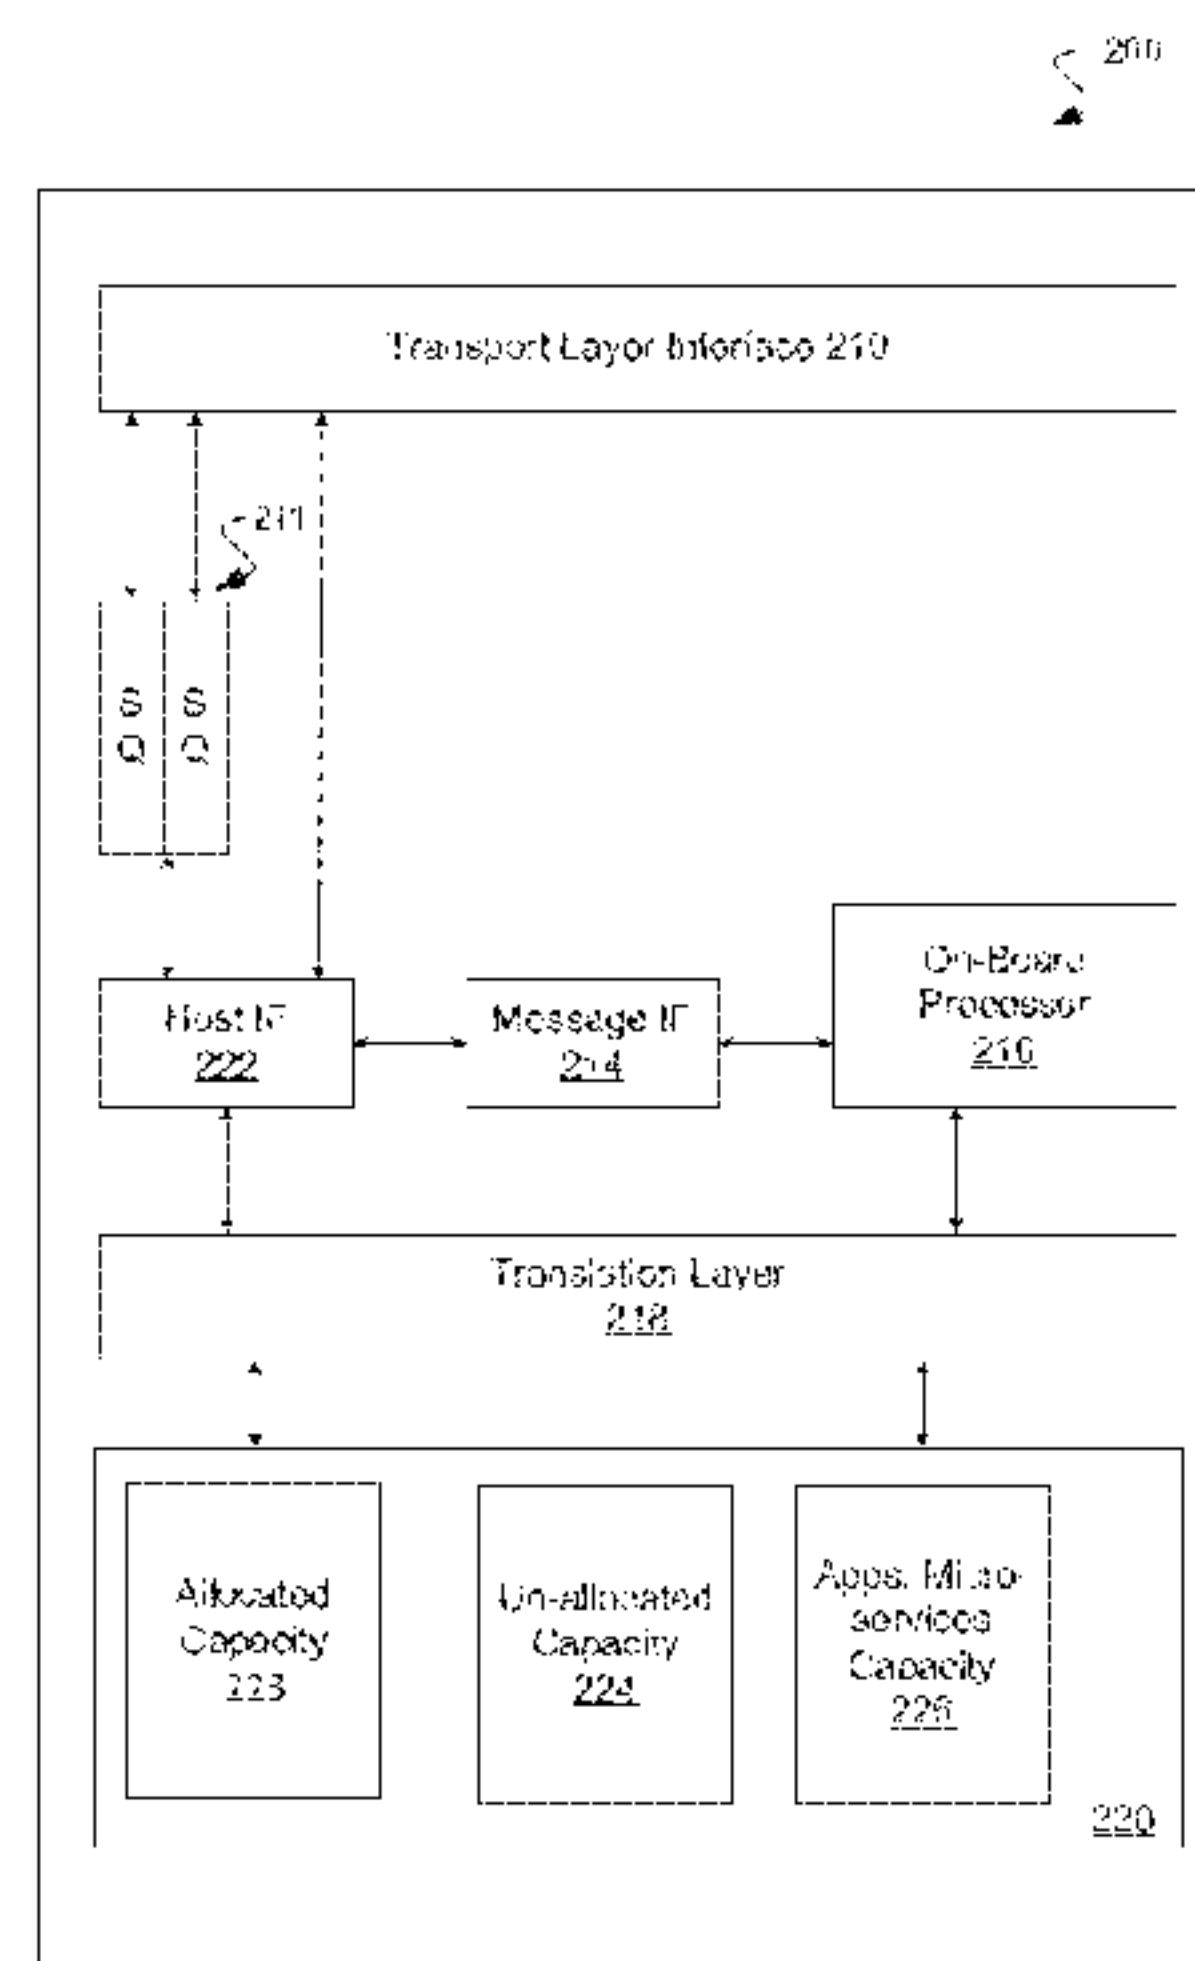 200
Transport Layer Interface 210
211
S S
Q Q
Host IF
222
Message IF
214
On-Board
Processor
216
Translation Layer
218
Allocated
Capacity
223
Un-allocated
Capacity
224
Apps, Micro-
services
Capacity
220